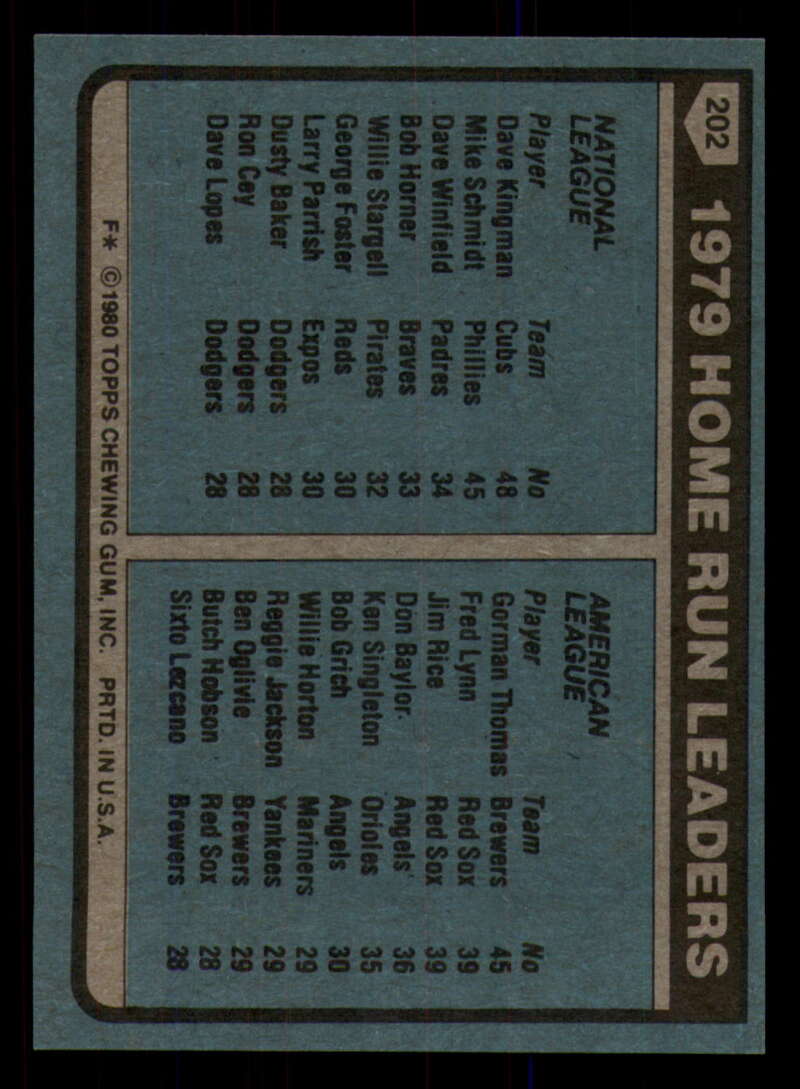 202
1979 HOME RUN LEADERS
NATIONAL
LEAGUE
Player Team No
Dave Kingman Cubs 48
Mike Schmidt Phillies 45
Dave Winfield Padres 34
Bob Horner Braves 33
Willie Stargell Pirates 32
George Foster Reds 30
Larry Parrish Expos 30
Dusty Baker Dodgers 28
Ron Cey Dodgers 28
Dave Lopes Dodgers 28
AMERICAN
LEAGUE
Player Team No
Gorman Thomas Brewers 45
Fred Lynn Red Sox 39
Jim Rice Red Sox 39
Don Baylor Angels 36
Ken Singleton Orioles 35
Bob Grich Angels 30
Willie Horton Mariners 29
Reggie Jackson Yankees 29
Ben Oglivie Brewers 29
Butch Hobson Red Sox 28
Sixto Lezcano Brewers 28
F* © 1980 TOPPS CHEWING GUM, INC. PRTD. IN U.S.A.